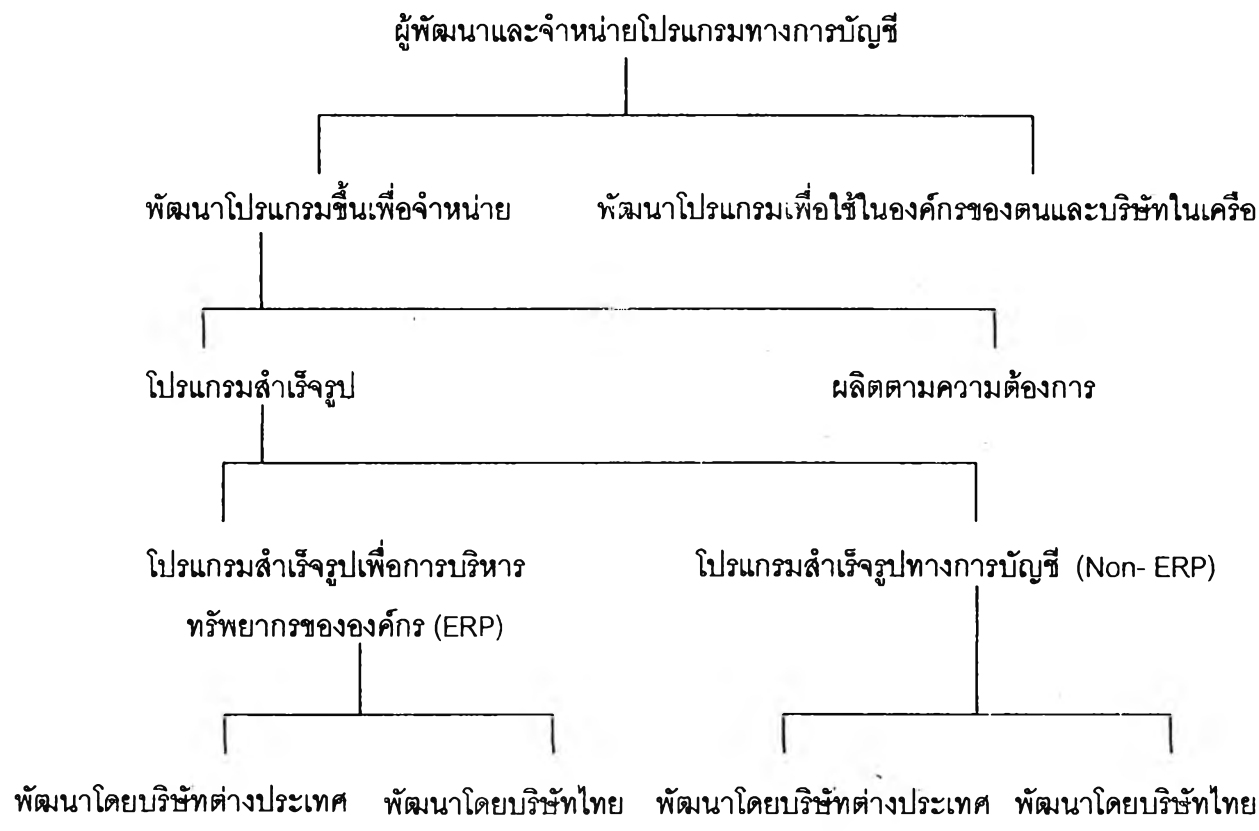 ผู้พัฒนาและจำหน่ายโปรแกรมทางการบัญชี
พัฒนาโปรแกรมขึ้นเพื่อจำหน่าย
พัฒนาโปรแกรมเพื่อใช้ในองค์กรของตนและบริษัทในเครือ
โปรแกรมสำเร็จรูป
ผลิตตามความต้องการ
โปรแกรมสำเร็จรูปเพื่อการบริหาร
ทรัพยากรขององค์กร (ERP)
โปรแกรมสำเร็จรูปทางการบัญชี (Non- ERP)
พัฒนาโดยบริษัทต่างประเทศ
พัฒนาโดยบริษัทไทย
พัฒนาโดยบริษัทต่างประเทศ
พัฒนาโดยบริษัทไทย